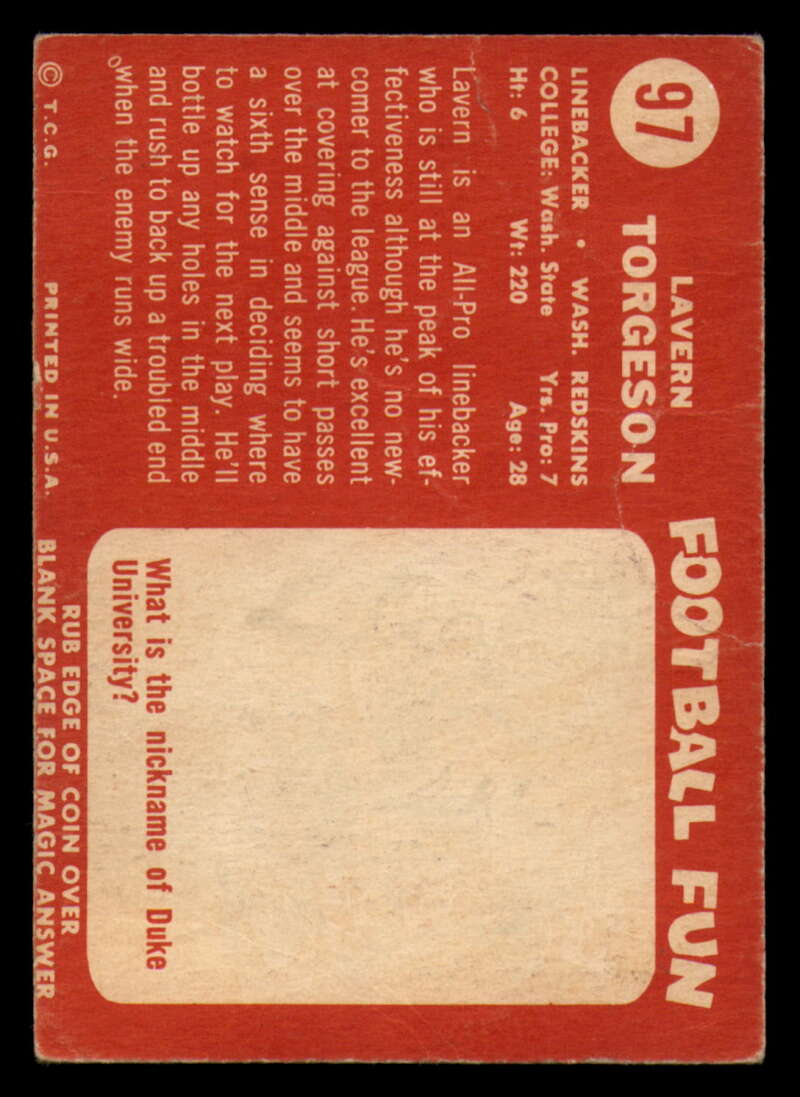 97
LAVERN
TORGESON
LINEBACKER • WASH. REDSKINS
COLLEGE: Wash. State Yrs. Pro: 7
Ht: 6 Wt: 220 Age: 28
Lavern is an All-Pro linebacker
who is still at the peak of his ef-
fectiveness although he's no new-
comer to the league. He's excellent
at covering against short passes
over the middle and seems to have
a sixth sense in deciding where
to watch for the next play. He'll
bottle up any holes in the middle
and rush to back up a troubled end
when the enemy runs wide.
© T.C.G. PRINTED IN U.S.A.
FOOTBALL FUN
What is the nickname of Duke
University?
RUB EDGE OF COIN OVER
BLANK SPACE FOR MAGIC ANSWER